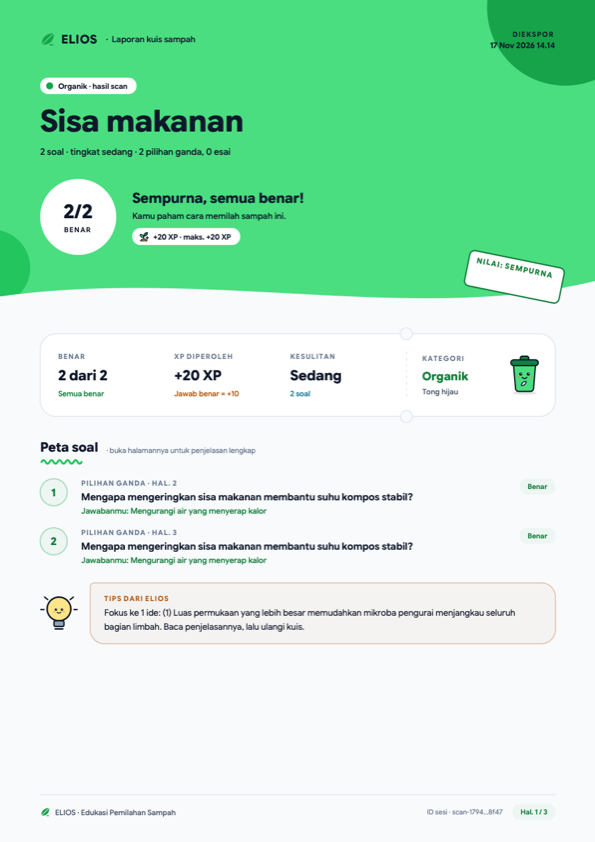 ELIOS · Laporan kuis sampah
DIEKSPOR
17 Nov 2026 14.14
Organik · hasil scan
Sisa makanan
2 soal · tingkat sedang · 2 pilihan ganda, 0 esai
2/2
BENAR
Sempurna, semua benar!
Kamu paham cara memilah sampah ini.
+20 XP · maks. +20 XP
NILAI: SEMPURNA
BENAR
2 dari 2
Semua benar
XP DIPEROLEH
+20 XP
Jawab benar = +10
KESULITAN
Sedang
2 soal
KATEGORI
Organik
Tong hijau
Peta soal · buka halamannya untuk penjelasan lengkap
1
PILIHAN GANDA · HAL. 2
Mengapa mengeringkan sisa makanan membantu suhu kompos stabil?
Jawabanmu: Mengurangi air yang menyerap kalor
Benar
2
PILIHAN GANDA · HAL. 3
Mengapa mengeringkan sisa makanan membantu suhu kompos stabil?
Jawabanmu: Mengurangi air yang menyerap kalor
Benar
TIPS DARI ELIOS
Fokus ke 1 ide: (1) Luas permukaan yang lebih besar memudahkan mikroba pengurai menjangkau seluruh
bagian limbah. Baca penjelasannya, lalu ulangi kuis.
ELIOS · Edukasi Pemilahan Sampah
ID sesi · scan-1794...8f47
Hal. 1 / 3